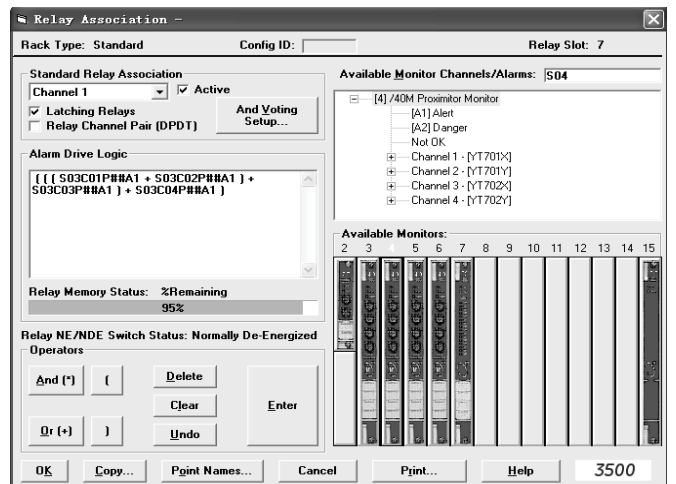 Relay Association -
Rack Type: Standard
Config ID:
Relay Slot: 7
Standard Relay Association
Channel 1
Active
Latching Relays
Relay Channel Pair (DPDT)
And Voting Setup...
Alarm Drive Logic
( ( ( S03C01P##A1 + S03C02P##A1 ) +
S03C03P##A1 ) + S03C04P##A1 )
Relay Memory Status: %Remaining
95%
Relay NE/NDE Switch Status: Normally De-Energized
Operators
And (*)
(
Delete
Clear
Enter
Or (+)
)
Undo
Available Monitor Channels/Alarms:
S04
[4] /40M Proximitor Monitor
[A1] Alert
[A2] Danger
Not OK
Channel 1 - [YT701X]
Channel 2 - [YT701Y]
Channel 3 - [YT702X]
Channel 4 - [YT702Y]
Available Monitors:
2 3 4 5 6 7 8 9 10 11 12 13 14 15
OK
Copy...
Point Names...
Cancel
Print...
Help
3500